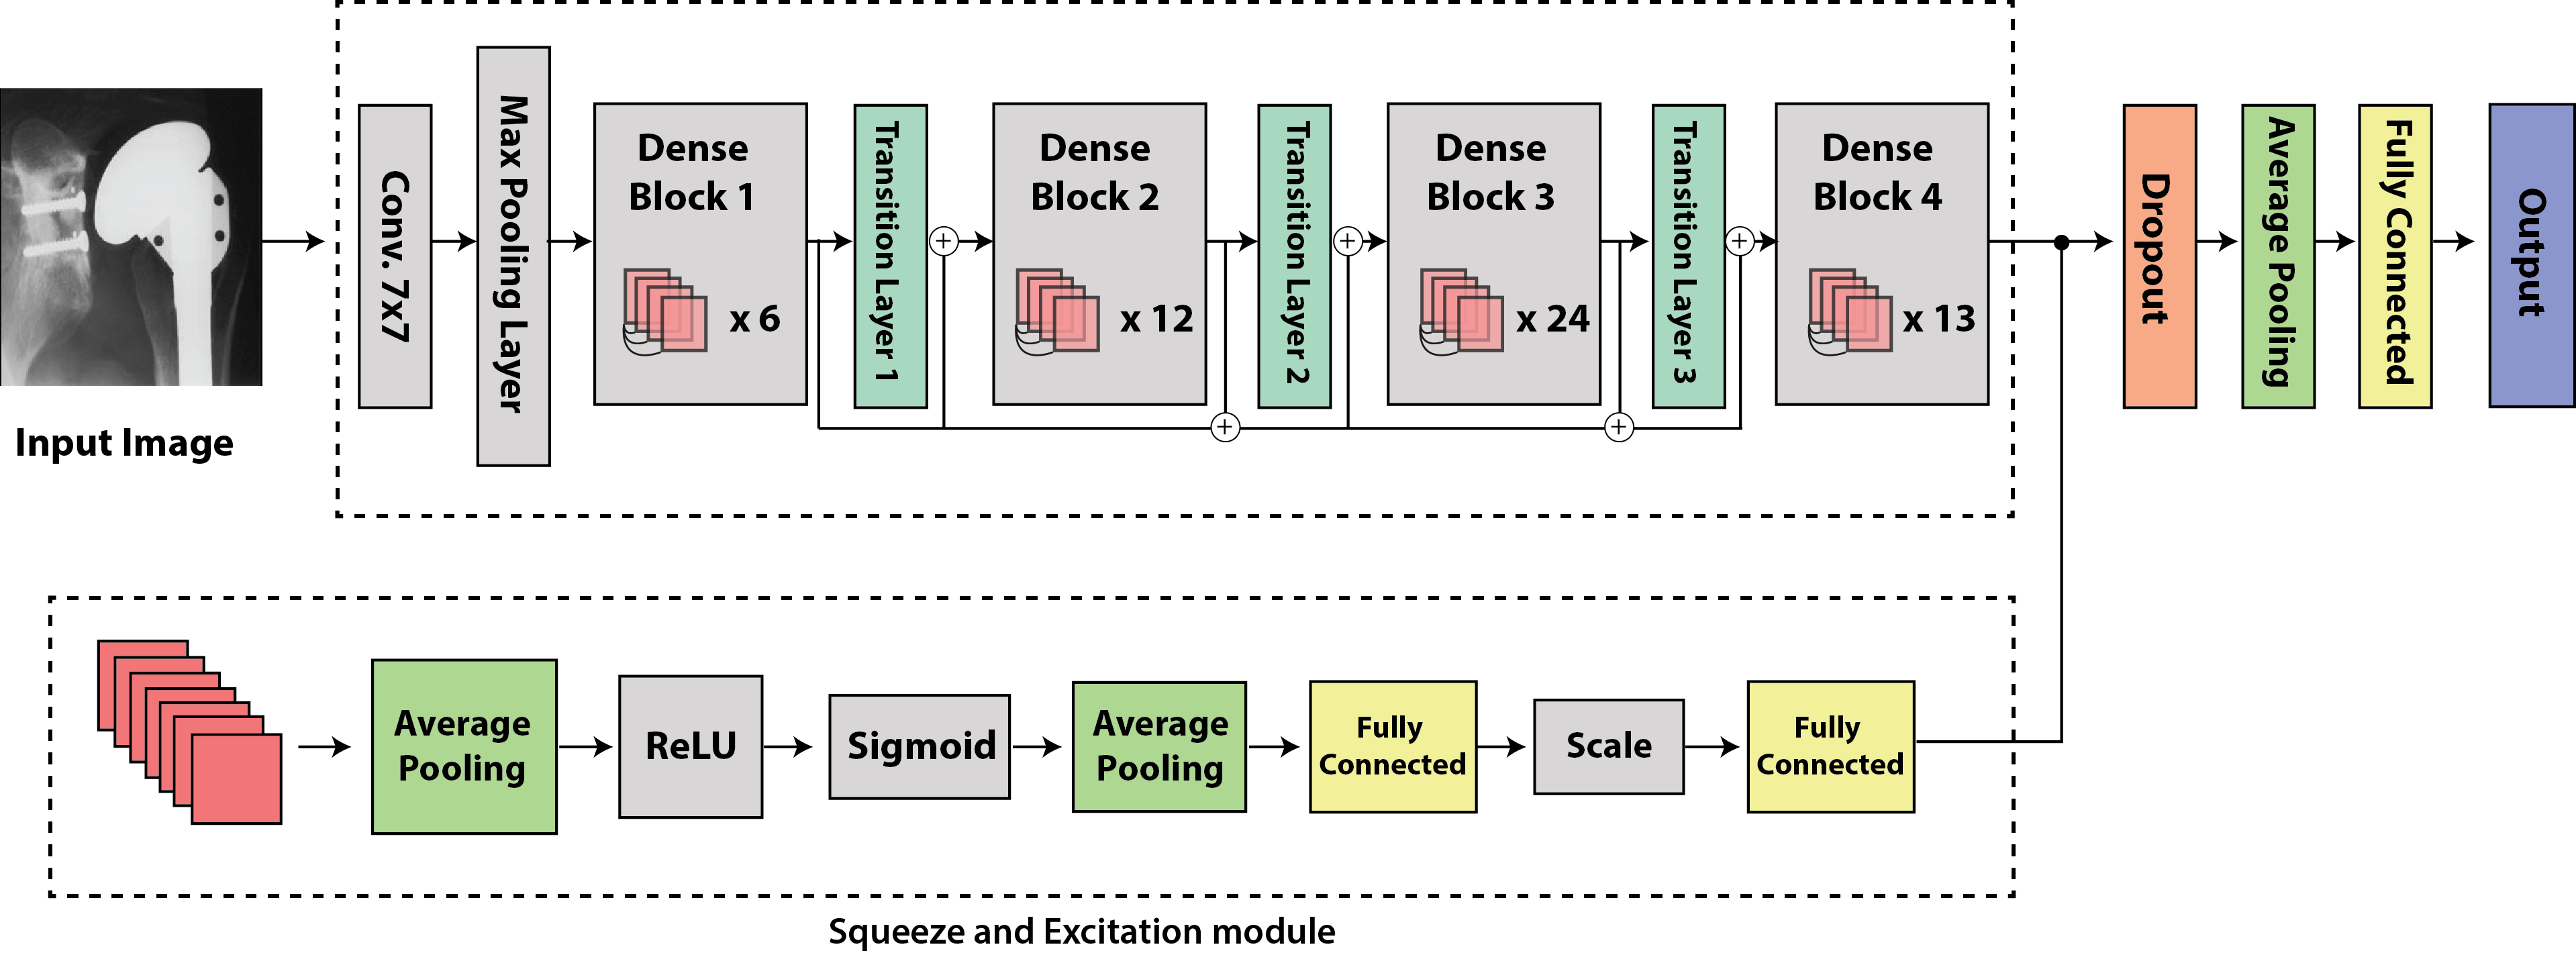 Input Image
Conv. 7x7
Max Pooling Layer
Dense
Block 1
x 6
Transition Layer 1
+
Dense
Block 2
x 12
+
Transition Layer 2
+
Dense
Block 3
x 24
+
Transition Layer 3
+
Dense
Block 4
x 13
Dropout
Average Pooling
Fully Connected
Output
Average
Pooling
ReLU
Sigmoid
Average
Pooling
Fully
Connected
Scale
Fully
Connected
Squeeze and Excitation module